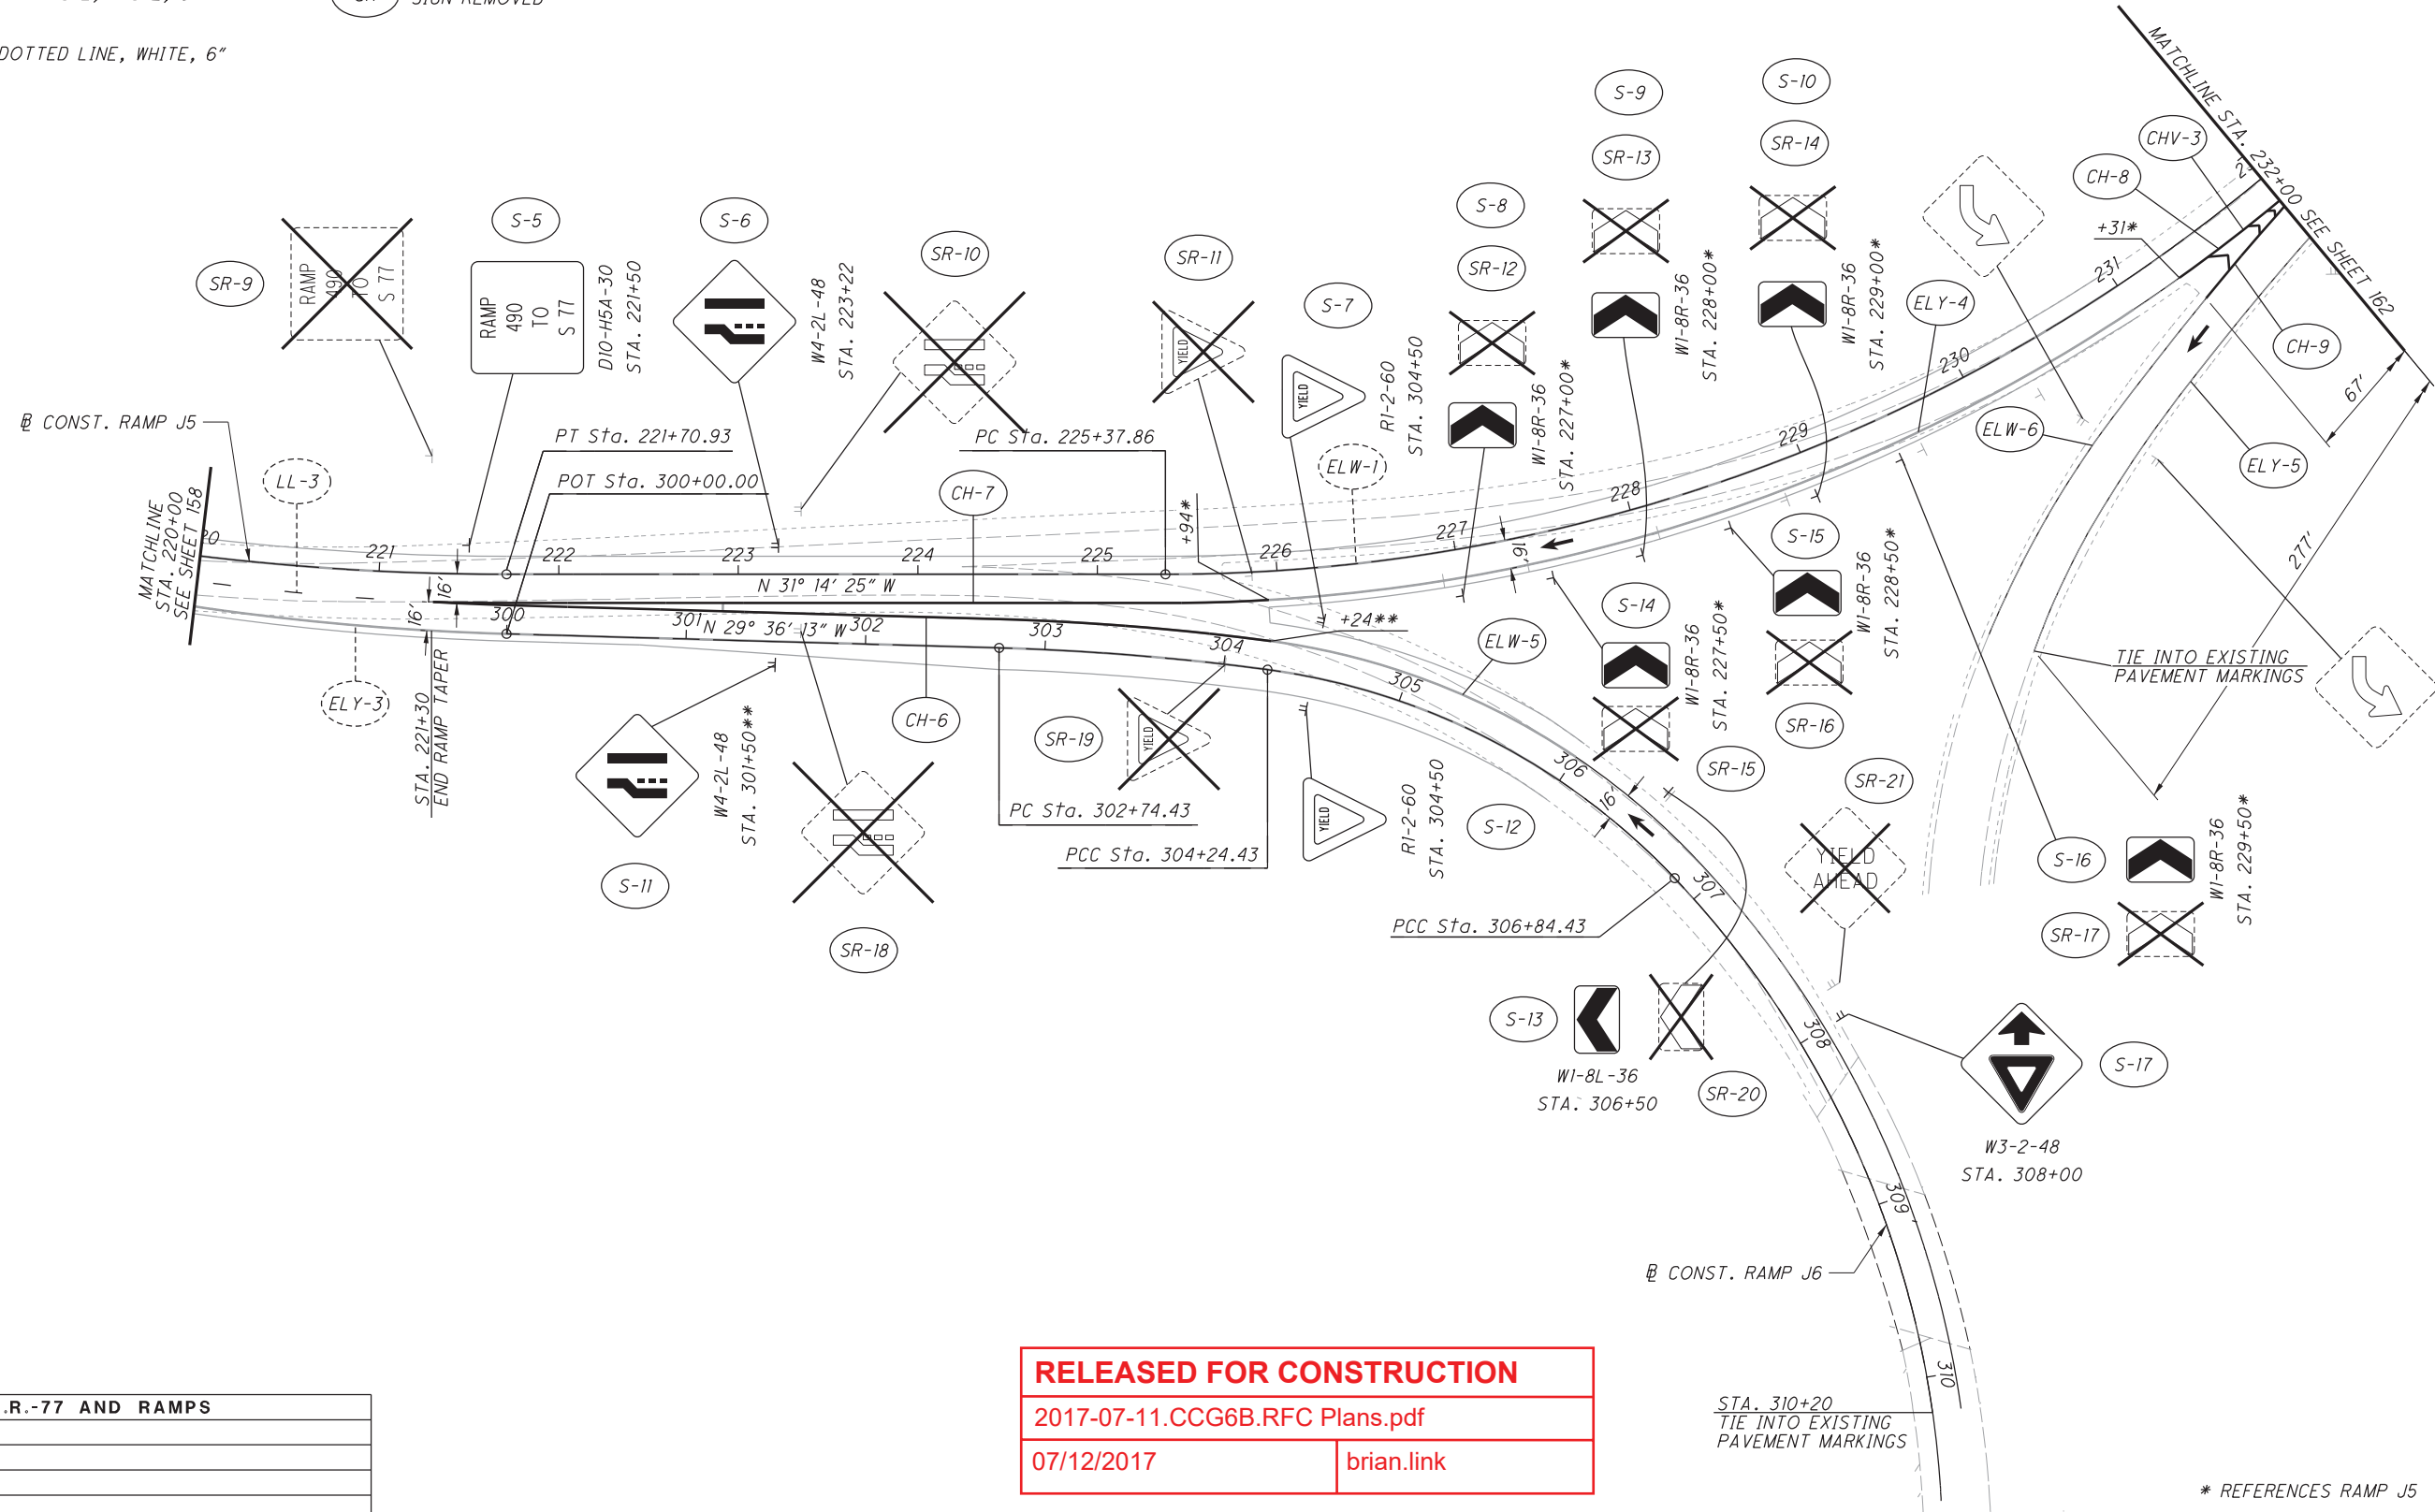 DOTTED LINE, WHITE, 6"
SIGN REMOVED
MATCHLINE STA. 232+00 SEE SHEET 162
S-9
S-10
SR-13
SR-14
CHV-3
CH-8
+31*
S-8
SR-12
W1-8R-36
STA. 228+00*
W1-8R-36
STA. 229+00*
231
ELY-4
CH-9
67'
S-5
S-6
SR-10
SR-11
SR-9
RAMP
490
TO
S 77
RAMP
490
TO
S 77
D10-H5A-30
STA. 221+50
W4-2L-48
STA. 223+22
YIELD
S-7
YIELD
R1-2-60
STA. 304+50
W1-8R-36
STA. 227+00*
230
ELW-6
ELY-5
277'
℄ CONST. RAMP J5
LL-3
PT Sta. 221+70.93
POT Sta. 300+00.00
PC Sta. 225+37.86
CH-7
ELW-1
+94*
229
228
227
226
225
224
223
222
221
20
MATCHLINE
STA. 220+00
SEE SHEET 158
16'
16'
16'
N 31° 14' 25" W
300
301
N 29° 36' 13" W
302
303
304
305
+24**
ELW-5
S-15
W1-8R-36
STA. 228+50*
S-14
W1-8R-36
STA. 227+50*
SR-16
SR-15
TIE INTO EXISTING
PAVEMENT MARKINGS
ELY-3
STA. 221+30
END RAMP TAPER
W4-2L-48
STA. 301+50**
CH-6
SR-19
YIELD
PC Sta. 302+74.43
PCC Sta. 304+24.43
YIELD
R1-2-60
STA. 304+50
S-12
306
16'
SR-21
YIELD
AHEAD
S-16
W1-8R-36
STA. 229+50*
SR-17
S-11
SR-18
307
PCC Sta. 306+84.43
S-13
W1-8L-36
STA. 306+50
SR-20
308
S-17
W3-2-48
STA. 308+00
309
℄ CONST. RAMP J6
310
STA. 310+20
TIE INTO EXISTING
PAVEMENT MARKINGS
RELEASED FOR CONSTRUCTION
2017-07-11.CCG6B.RFC Plans.pdf
07/12/2017
brian.link
.R.-77 AND RAMPS
* REFERENCES RAMP J5